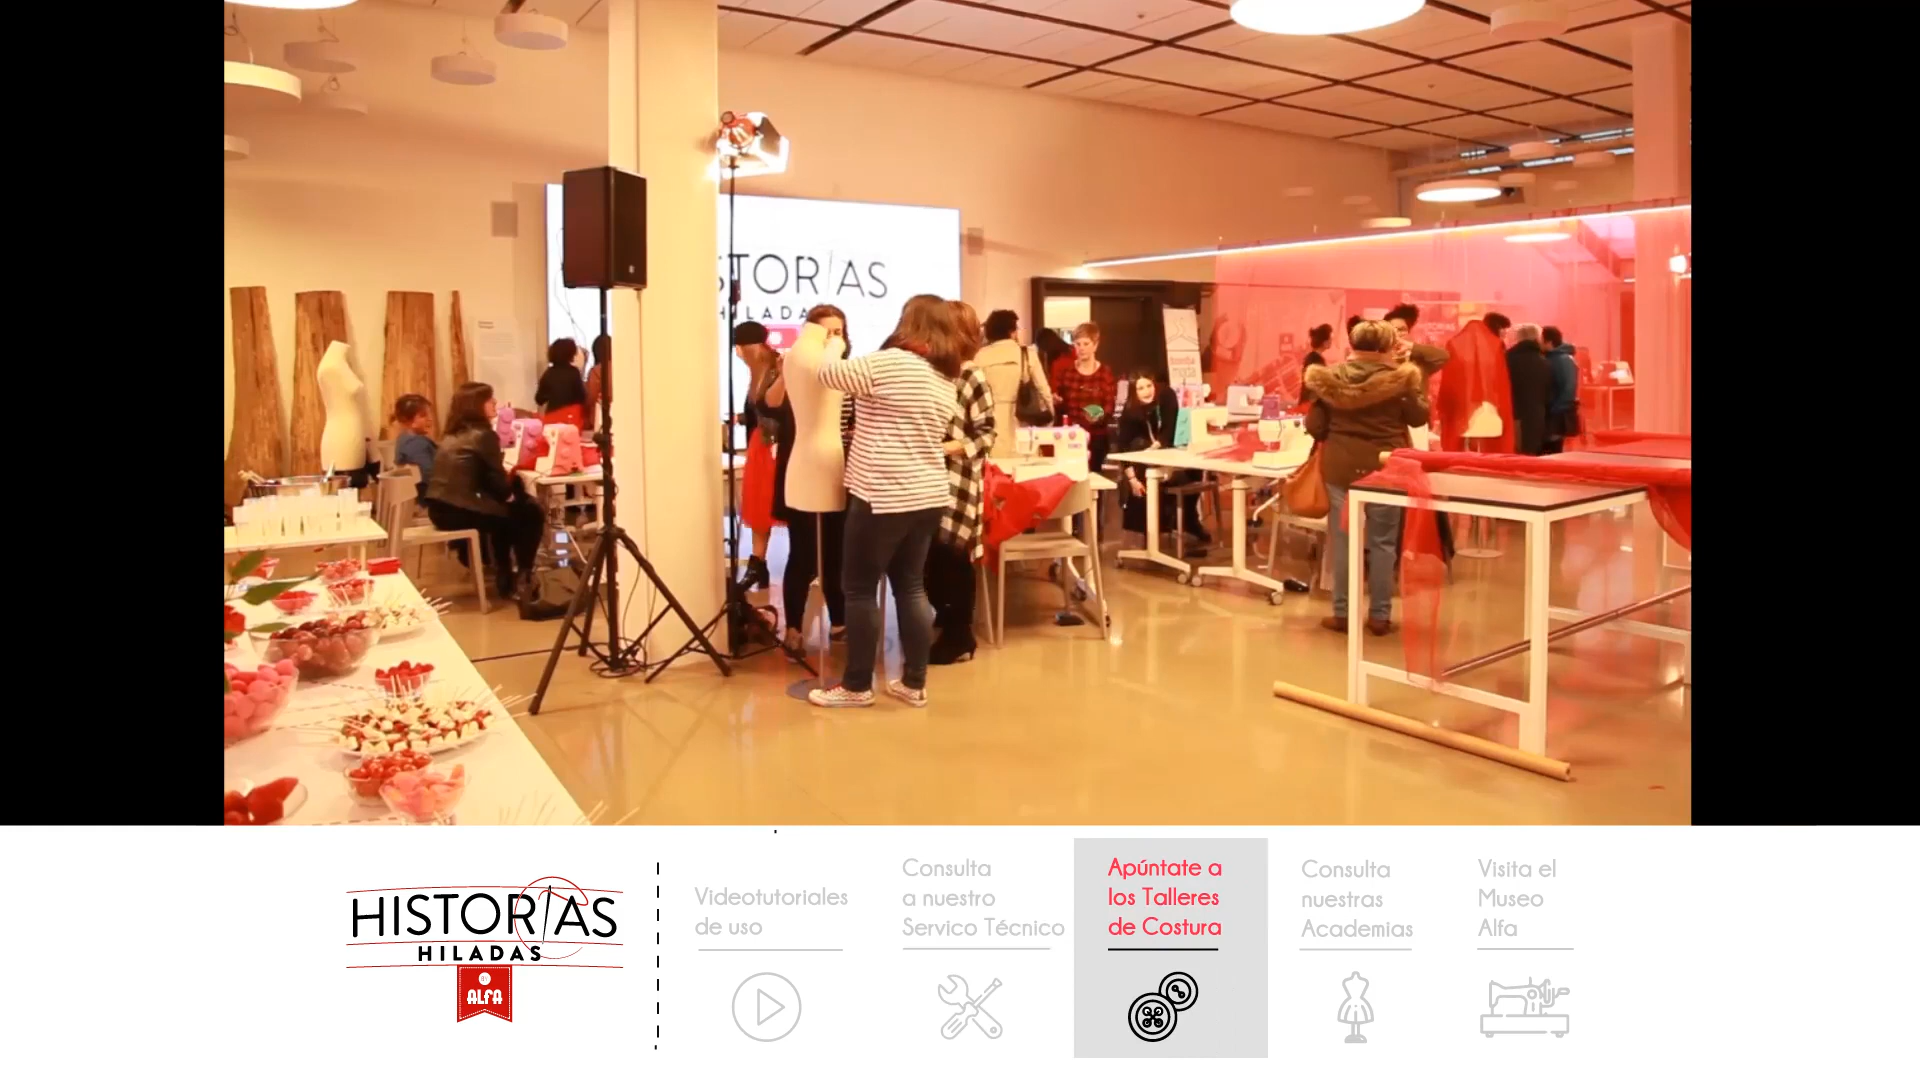 STORIAS
HILADA
HISTORIAS
HILADAS
BY
ALFA
Videotutoriales
de uso
Consulta
a nuestro
Servico Técnico
Apúntate a
los Talleres
de Costura
Consulta
nuestras
Academias
Visita el
Museo
Alfa